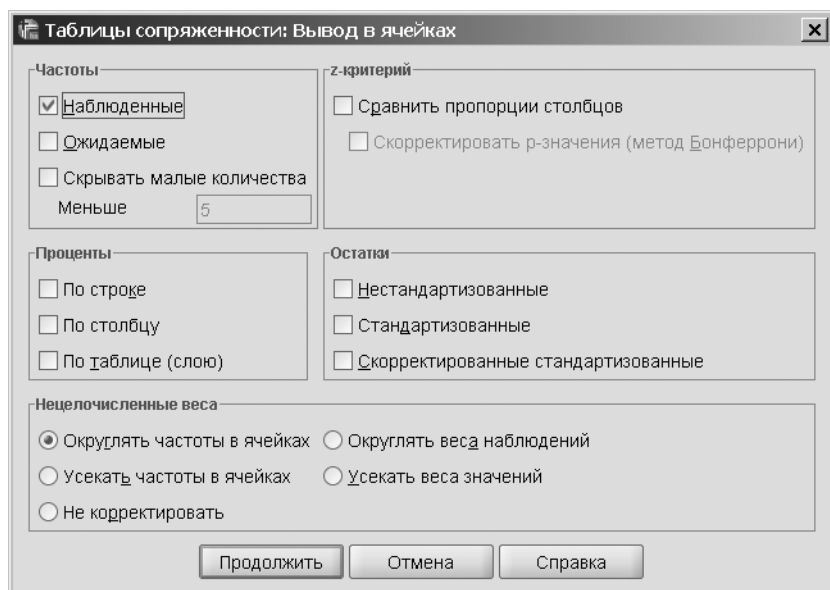 Таблицы сопряженности: Вывод в ячейках
Частоты
Наблюденные
Ожидаемые
Скрывать малые количества
Меньше 5
z-критерий
Сравнить пропорции столбцов
Скорректировать p-значения (метод Бонферрони)
Проценты
По строке
По столбцу
По таблице (слою)
Остатки
Нестандартизованные
Стандартизованные
Скорректированные стандартизованные
Нецелочисленные веса
Округлять частоты в ячейках Округлять веса наблюдений
Усекать частоты в ячейках Усекать веса значений
Не корректировать
Продолжить Отмена Справка